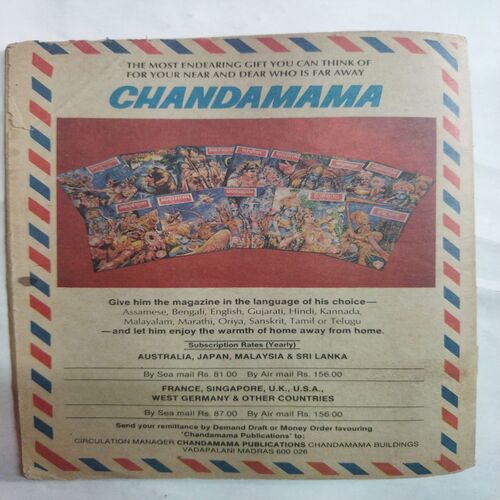 THE MOST ENDEARING GIFT YOU CAN THINK OF
FOR YOUR NEAR AND DEAR WHO IS FAR AWAY
CHANDAMAMA
Give him the magazine in the language of his choice—
Assamese, Bengali, English, Gujarati, Hindi, Kannada,
Malayalam, Marathi, Oriya, Sanskrit, Tamil or Telugu
—and let him enjoy the warmth of home away from home.
Subscription Rates (Yearly)
AUSTRALIA, JAPAN, MALAYSIA & SRI LANKA
By Sea mail Rs. 81.00 By Air mail Rs. 156.00
FRANCE, SINGAPORE, U.K., U.S.A.,
WEST GERMANY & OTHER COUNTRIES
By Sea mail Rs. 87.00 By Air mail Rs. 156.00
Send your remittance by Demand Draft or Money Order favouring
'Chandamama Publications' to:
CIRCULATION MANAGER CHANDAMAMA PUBLICATIONS CHANDAMAMA BUILDINGS
VADAPALANI MADRAS 600 026